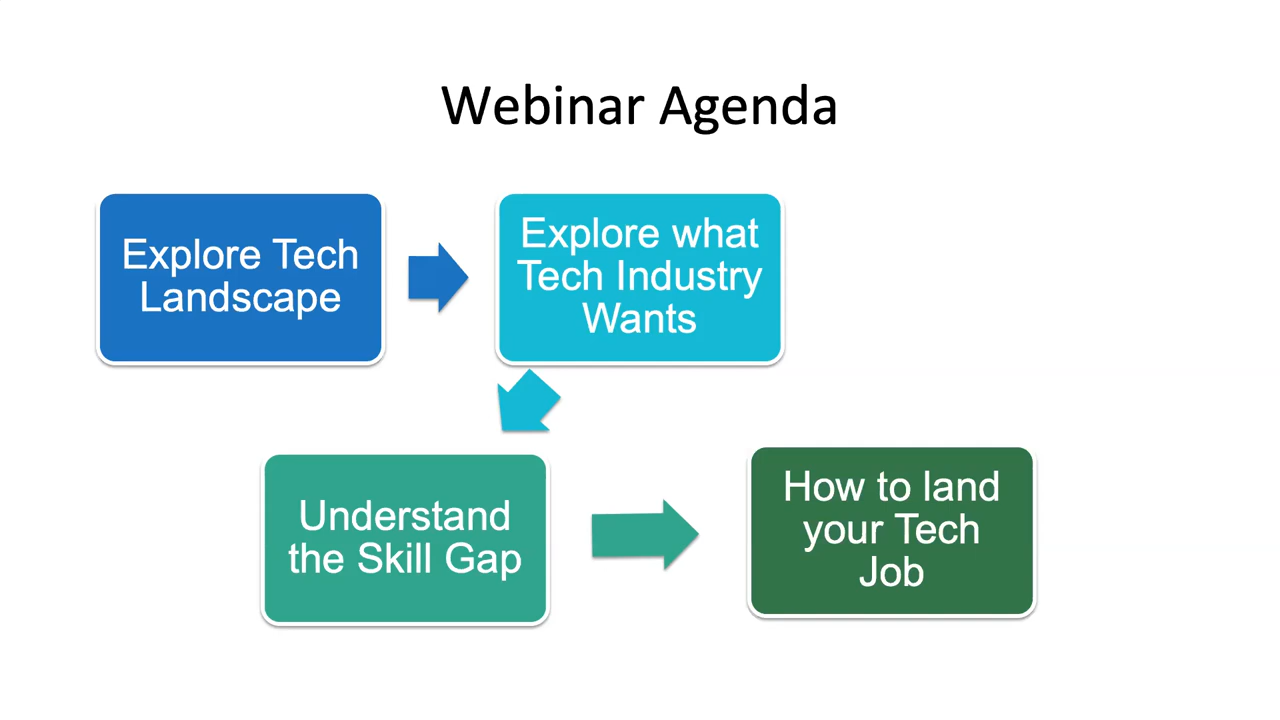 Webinar Agenda
Explore Tech
Landscape
Explore what
Tech Industry
Wants
Understand
the Skill Gap
How to land
your Tech
Job